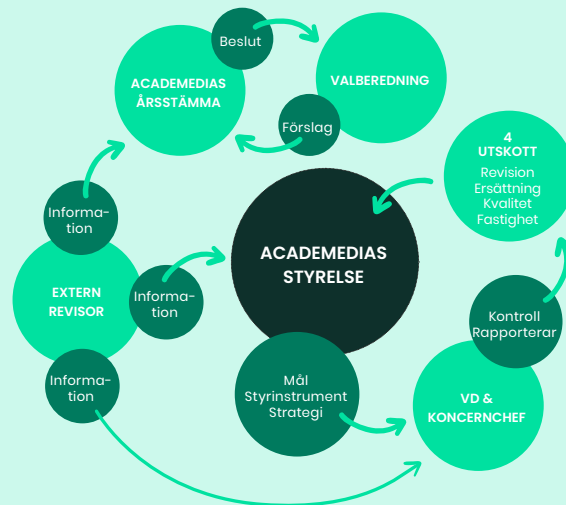 Beslut
ACADEMEDIAS
ÅRSSTÄMMA
VALBEREDNING
Förslag
4
UTSKOTT
Revision
Ersättning
Kvalitet
Fastighet
Informa-
tion
ACADEMEDIAS
STYRELSE
EXTERN
REVISOR
Informa-
tion
Kontroll
Rapporterar
Informa-
tion
Mål
Styrinstrument
Strategi
VD &
KONCERNCHEF